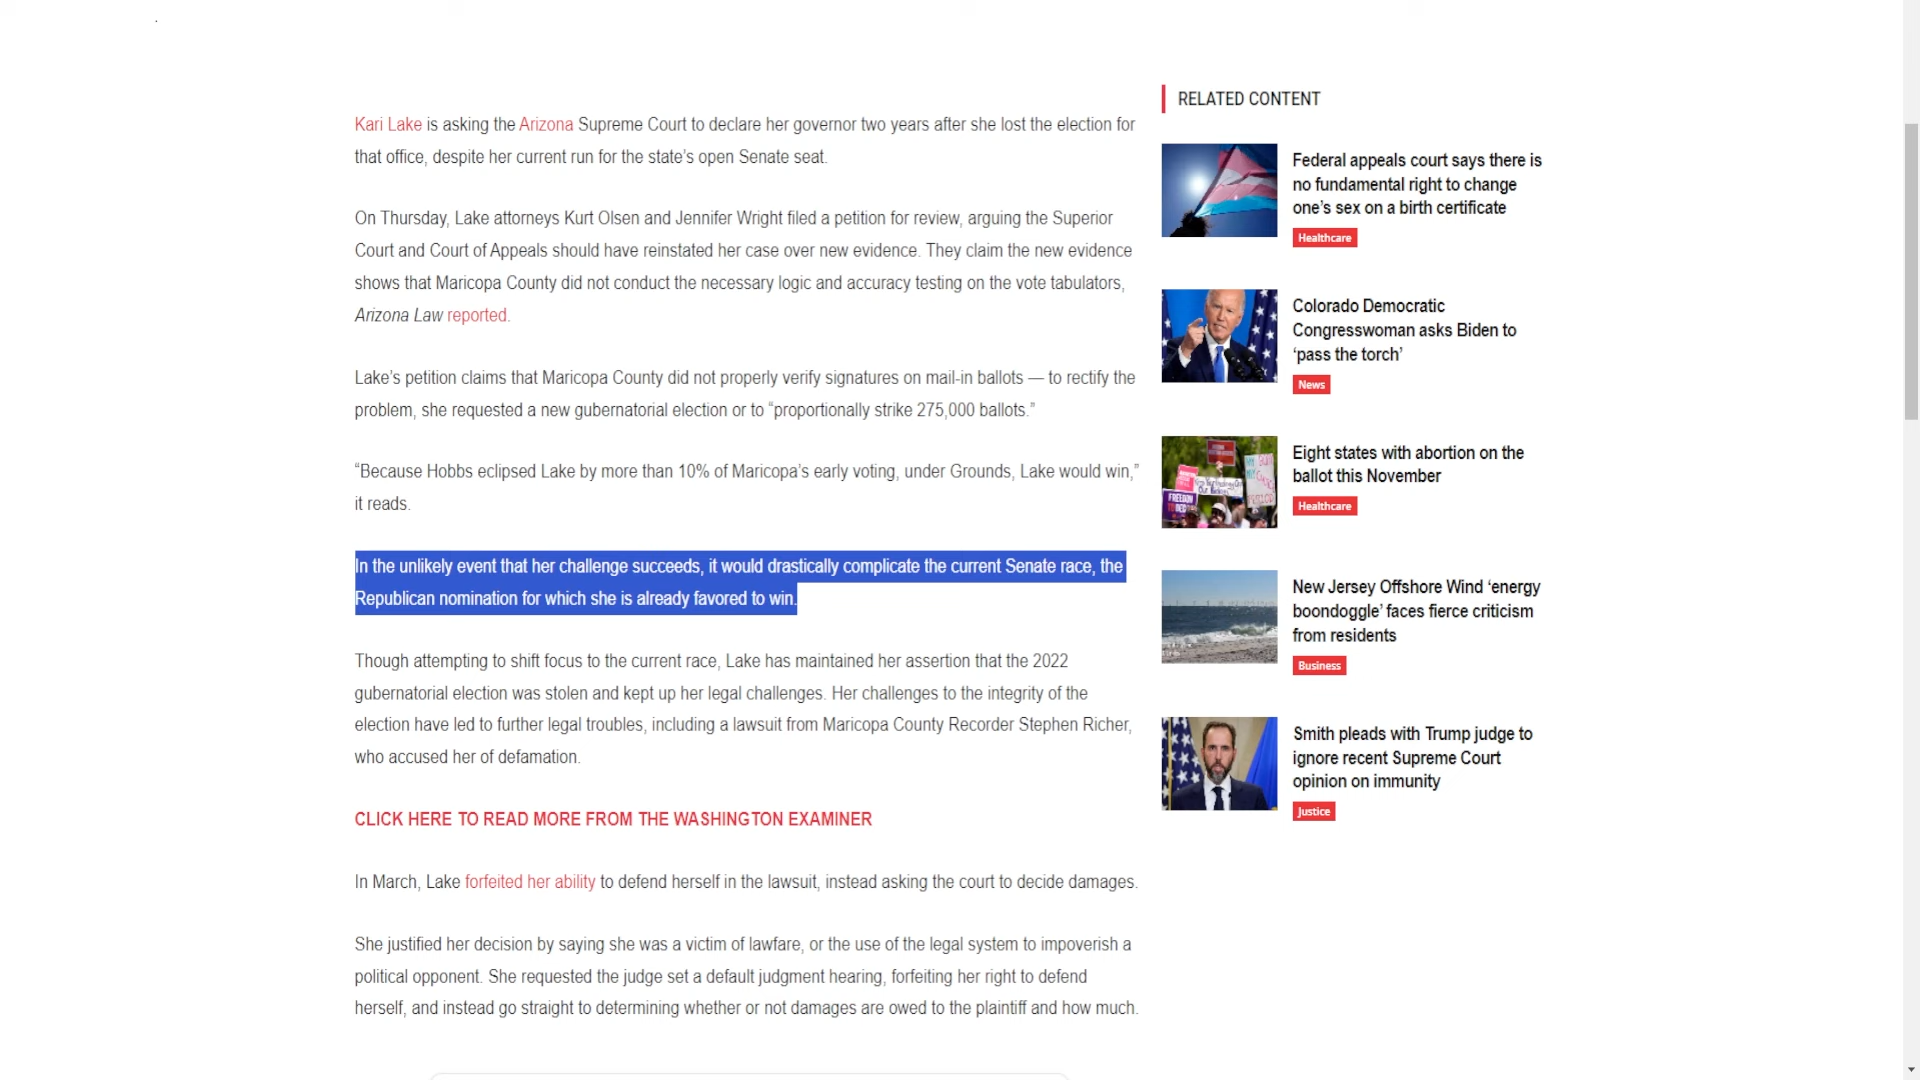 Kari Lake is asking the Arizona Supreme Court to declare her governor two years after she lost the election for
that office, despite her current run for the state’s open Senate seat.
On Thursday, Lake attorneys Kurt Olsen and Jennifer Wright filed a petition for review, arguing the Superior
Court and Court of Appeals should have reinstated her case over new evidence. They claim the new evidence
shows that Maricopa County did not conduct the necessary logic and accuracy testing on the vote tabulators,
Arizona Law reported.
Lake’s petition claims that Maricopa County did not properly verify signatures on mail-in ballots — to rectify the
problem, she requested a new gubernatorial election or to “proportionally strike 275,000 ballots.”
“Because Hobbs eclipsed Lake by more than 10% of Maricopa’s early voting, under Grounds, Lake would win,”
it reads.
In the unlikely event that her challenge succeeds, it would drastically complicate the current Senate race, the
Republican nomination for which she is already favored to win.
Though attempting to shift focus to the current race, Lake has maintained her assertion that the 2022
gubernatorial election was stolen and kept up her legal challenges. Her challenges to the integrity of the
election have led to further legal troubles, including a lawsuit from Maricopa County Recorder Stephen Richer,
who accused her of defamation.
CLICK HERE TO READ MORE FROM THE WASHINGTON EXAMINER
In March, Lake forfeited her ability to defend herself in the lawsuit, instead asking the court to decide damages.
She justified her decision by saying she was a victim of lawfare, or the use of the legal system to impoverish a
political opponent. She requested the judge set a default judgment hearing, forfeiting her right to defend
herself, and instead go straight to determining whether or not damages are owed to the plaintiff and how much.
RELATED CONTENT
Federal appeals court says there is
no fundamental right to change
one’s sex on a birth certificate
Healthcare
Colorado Democratic
Congresswoman asks Biden to
‘pass the torch’
News
Eight states with abortion on the
ballot this November
Healthcare
New Jersey Offshore Wind ‘energy
boondoggle’ faces fierce criticism
from residents
Business
Smith pleads with Trump judge to
ignore recent Supreme Court
opinion on immunity
Justice